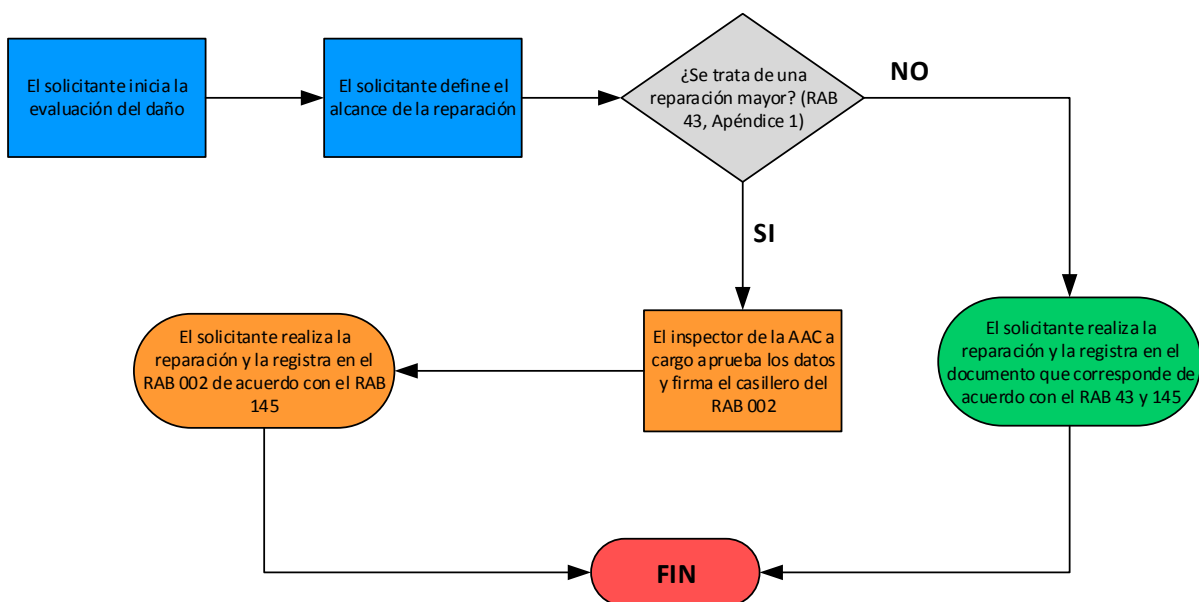 El solicitante inicia la
evaluación del daño
El solicitante define el
alcance de la reparación
¿Se trata de una
reparación mayor? (RAB
43, Apéndice 1)
NO
SI
El solicitante realiza la
reparación y la registra en el
RAB 002 de acuerdo con el RAB
145
El inspector de la AAC a
cargo aprueba los datos
y firma el casillero del
RAB 002
El solicitante realiza la
reparación y la registra en el
documento que corresponde de
acuerdo con el RAB 43 y 145
FIN